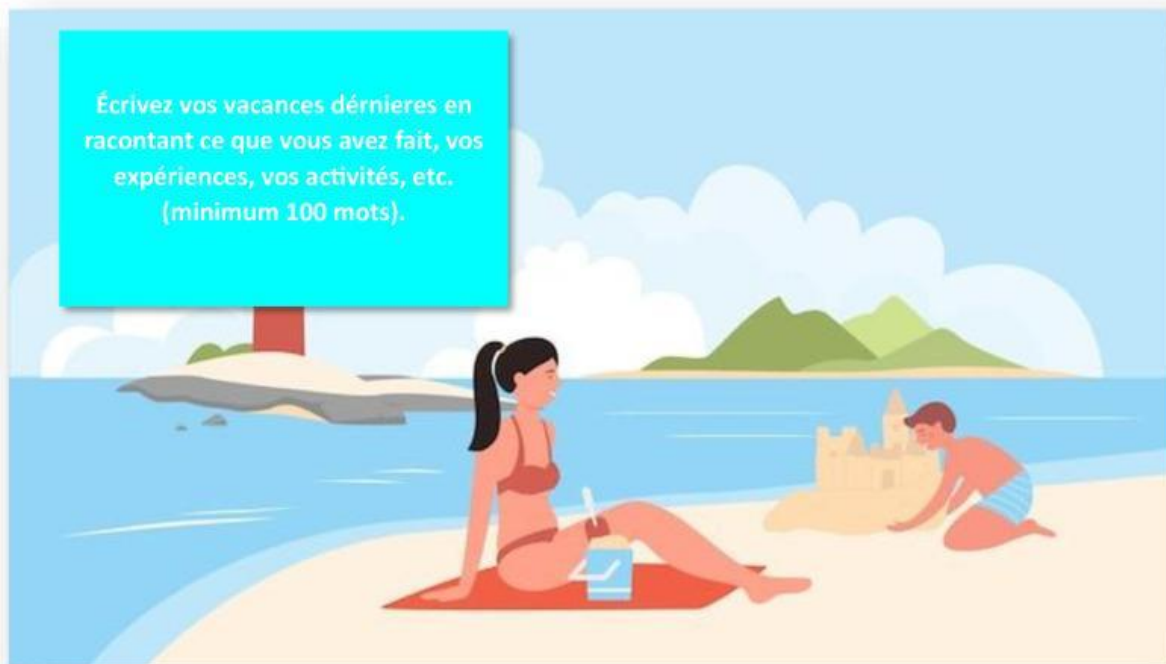 Écrivez vos vacances dérnieres en
racontant ce que vous avez fait, vos
expériences, vos activités, etc.
(minimum 100 mots).